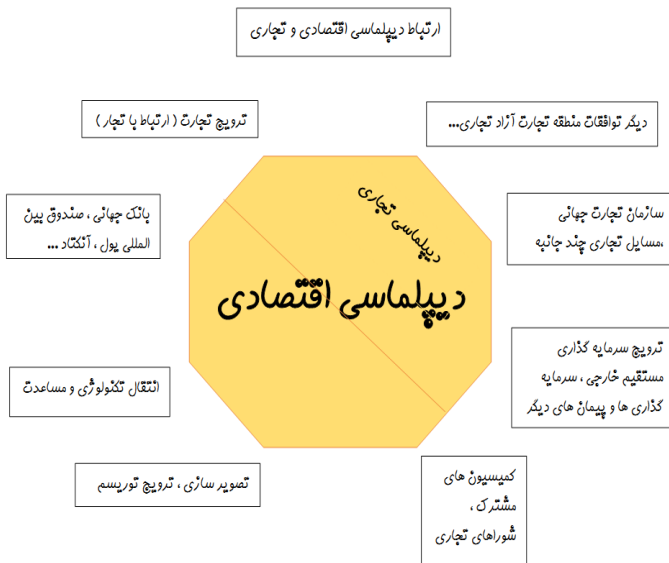 ارتباط دیپلماسی اقتصادی و تجاری
دیگر توافقات منطقه تجارت آزاد تجاری...
ترویج تجارت ( ارتباط با تجار )
دیپلماسی تجاری
سازمان تجارت جهانی
،مسایل تجاری چند جانبه
بانک جهانی ، صندوق بین
المللی پول ، آنکتاد ...
دیپلماسی اقتصادی
ترویج سرمایه گذاری
مستقیم خارجی ، سرمایه
گذاری ها و پیمان های دیگر
انتقال تکنولوژی و مساعدت
کمیسیون های
مشترک ،
شوراهای تجاری
تصویر سازی ، ترویج توریسم